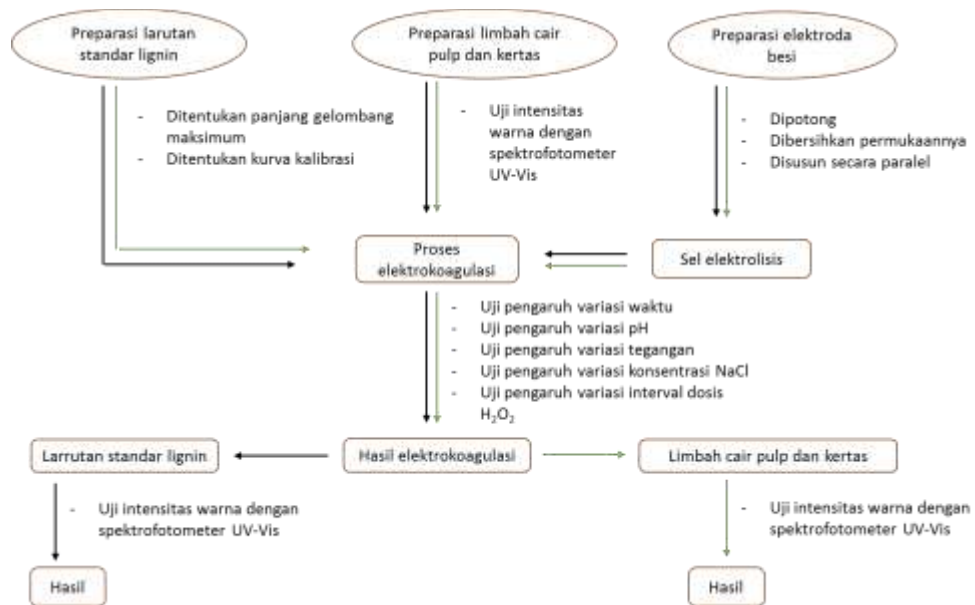 Preparasi larutan
standar lignin
Preparasi limbah cair
pulp dan kertas
Preparasi elektroda
besi
- Ditentukan panjang gelombang
maksimum
- Ditentukan kurva kalibrasi
- Uji intensitas
warna dengan
spektrofotometer
UV-Vis
- Dipotong
- Dibersihkan permukaannya
- Disusun secara paralel
Proses
elektrokoagulasi
Sel elektrolisis
- Uji pengaruh variasi waktu
- Uji pengaruh variasi pH
- Uji pengaruh variasi tegangan
- Uji pengaruh variasi konsentrasi NaCl
- Uji pengaruh variasi interval dosis
H₂O₂
Larrutan standar lignin
Hasil elektrokoagulasi
Limbah cair pulp dan kertas
- Uji intensitas warna dengan
spektrofotometer UV-Vis
- Uji intensitas warna dengan
spektrofotometer UV-Vis
Hasil
Hasil